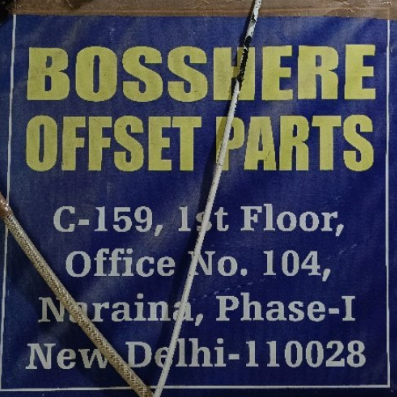 BOSSHERE
OFFSET PARTS
C-159, 1st Floor,
Office No. 104,
Naraina, Phase-I
New Delhi-110028